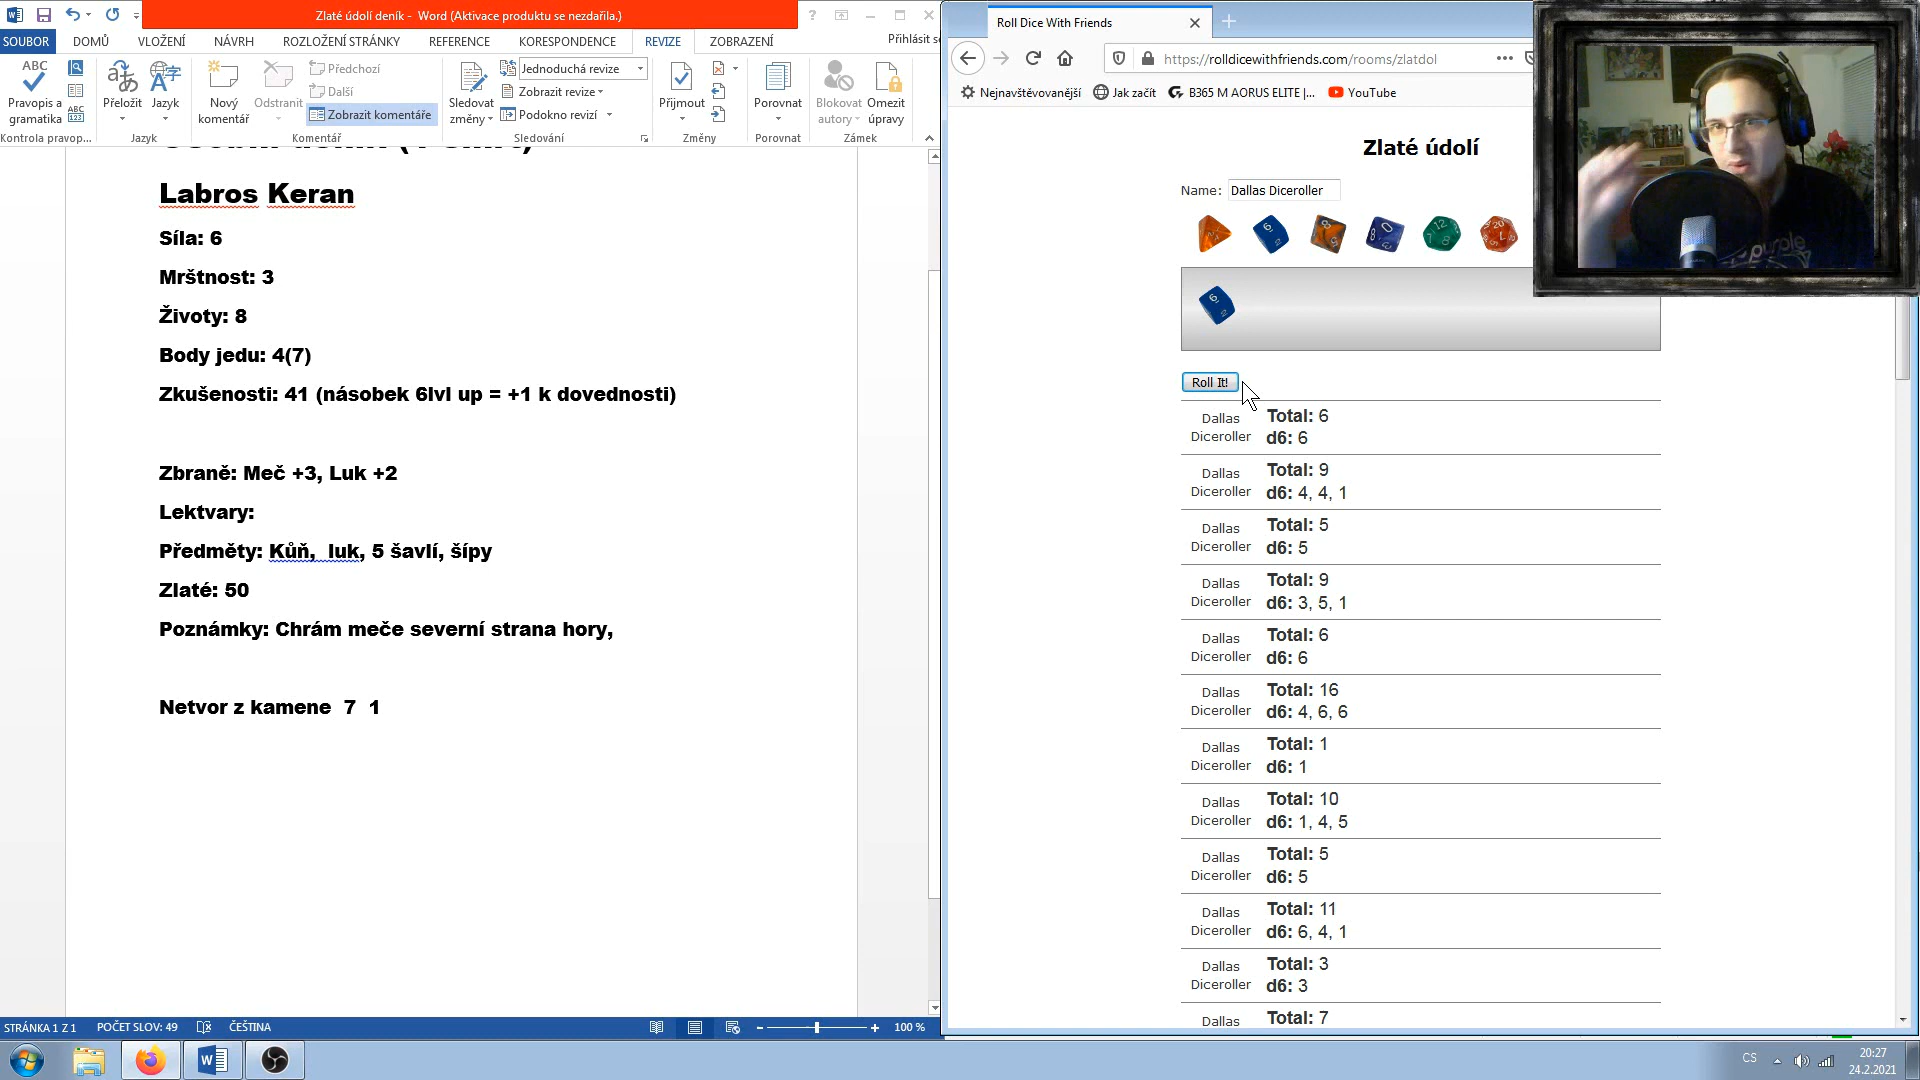 Zlaté údolí deník - Word (Aktivace produktu se nezdařila.)
SOUBOR DOMŮ VLOŽENÍ NÁVRH ROZLOŽENÍ STRÁNKY REFERENCE KORESPONDENCE REVIZE ZOBRAZENÍ Přihlásit se
ABC
Pravopis a gramatika
ABC
123
Kontrola pravop...
Přeložit
Jazyk
Jazyk
Nový komentář
Odstranit
Předchozí
Další
Zobrazit komentáře
Komentář
Sledovat změny
Jednoduchá revize
Zobrazit revize
Podokno revizí
Sledování
Přijmout
Změny
Porovnat
Porovnat
Blokovat autory
Omezit úpravy
Zámek
Labros Keran
Síla: 6
Mrštnost: 3
Životy: 8
Body jedu: 4(7)
Zkušenosti: 41 (násobek 6lvl up = +1 k dovednosti)
Zbraně: Meč +3, Luk +2
Lektvary:
Předměty: Kůň, luk, 5 šavlí, šípy
Zlaté: 50
Poznámky: Chrám meče severní strana hory,
Netvor z kamene 7 1
STRÁNKA 1 Z 1 POČET SLOV: 49 ČEŠTINA 100 %
Roll Dice With Friends
https://rolldicewithfriends.com/rooms/zlatdol
Nejnavštěvovanější Jak začít B365 M AORUS ELITE |... YouTube
Zlaté údolí
Name: Dallas Diceroller
Roll It!
Dallas Diceroller Total: 6
d6: 6
Dallas Diceroller Total: 9
d6: 4, 4, 1
Dallas Diceroller Total: 5
d6: 5
Dallas Diceroller Total: 9
d6: 3, 5, 1
Dallas Diceroller Total: 6
d6: 6
Dallas Diceroller Total: 16
d6: 4, 6, 6
Dallas Diceroller Total: 1
d6: 1
Dallas Diceroller Total: 10
d6: 1, 4, 5
Dallas Diceroller Total: 5
d6: 5
Dallas Diceroller Total: 11
d6: 6, 4, 1
Dallas Diceroller Total: 3
d6: 3
Dallas Total: 7
purple
CS
20:27
24.2.2021